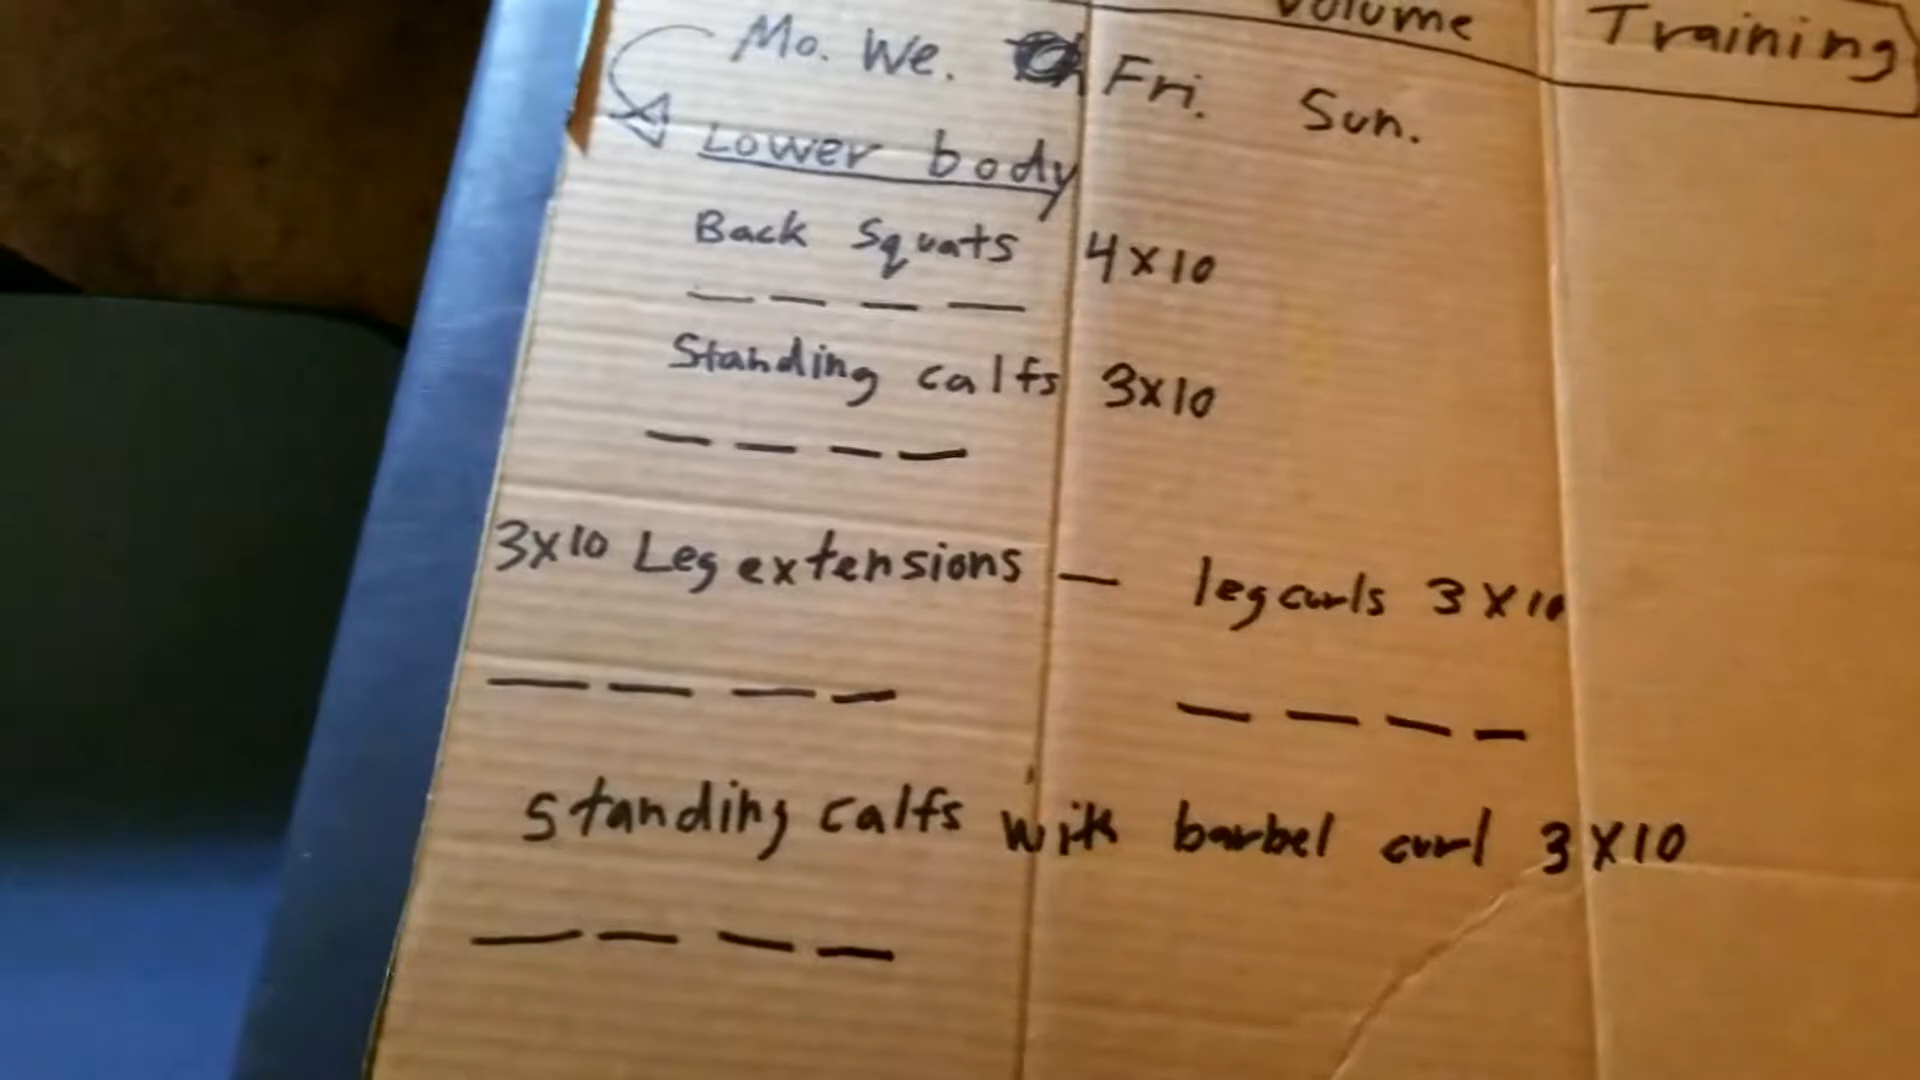 Volume Training
Mo. We. Fri. Sun.
Lower body
Back Squats 4x10
Standing calfs 3x10
3x10 Leg extensions — leg curls 3x10
Standing calfs with barbel curl 3x10